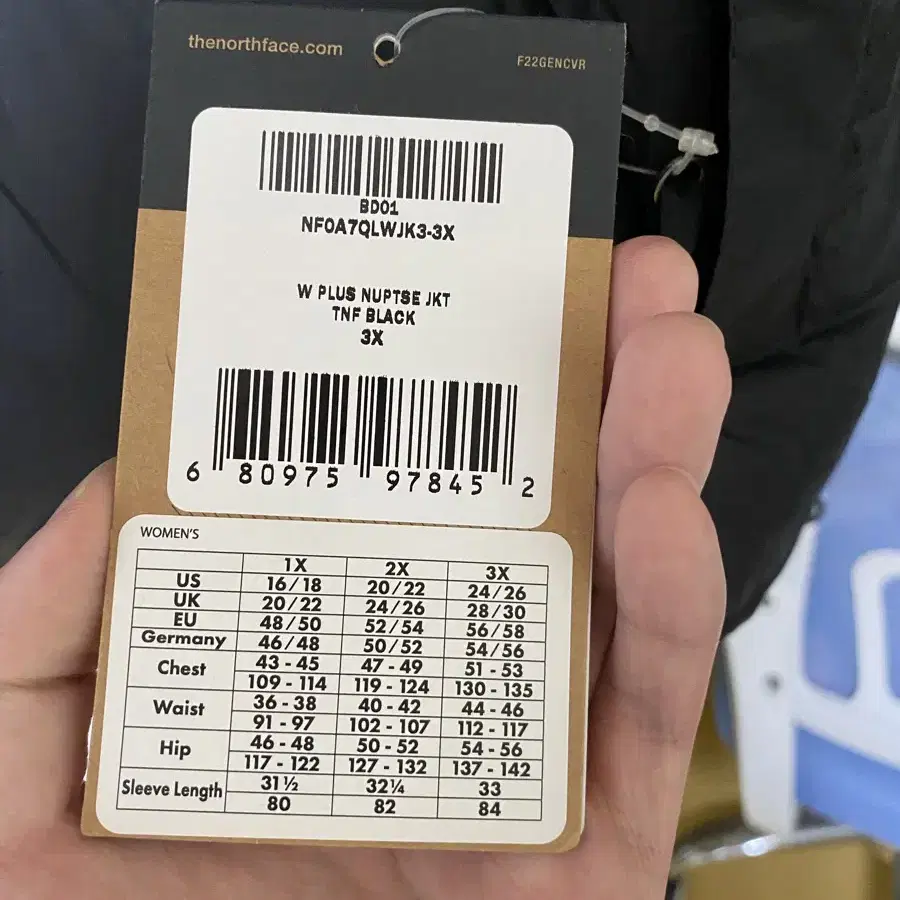 thenorthface.com
F22GENCVR
BD01
NF0A7QLWJK3-3X
W PLUS NUPTSE JKT
TNF BLACK
3X
6 80975 97845 2
WOMEN'S
1X 2X 3X
US 16/18 20/22 24/26
UK 20/22 24/26 28/30
EU 48/50 52/54 56/58
Germany 46/48 50/52 54/56
Chest 43 - 45 47 - 49 51 - 53
109 - 114 119 - 124 130 - 135
Waist 36 - 38 40 - 42 44 - 46
91 - 97 102 - 107 112 - 117
Hip 46 - 48 50 - 52 54 - 56
117 - 122 127 - 132 137 - 142
Sleeve Length 31 ½ 32¼ 33
80 82 84